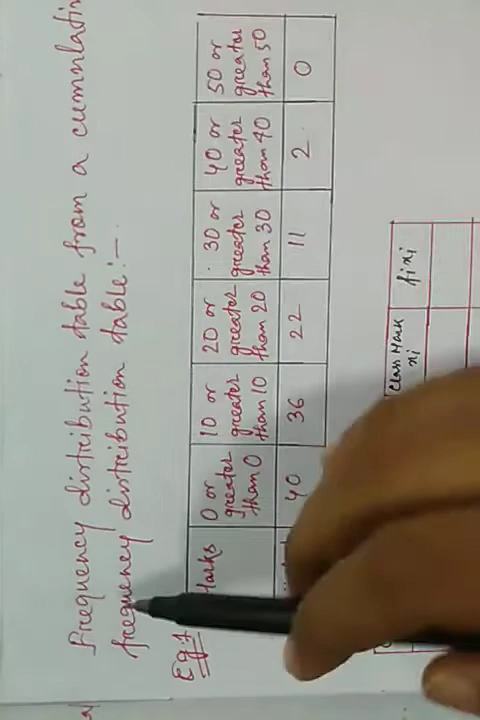 Frequency distribution table from a cumulative
frequency distribution table :-
Eg 1
Marks
0 or greater than 0
10 or greater than 10
20 or greater than 20
30 or greater than 30
40 or greater than 40
50 or greater than 50
40
36
22
11
2
0
Class Mark xi
fixi